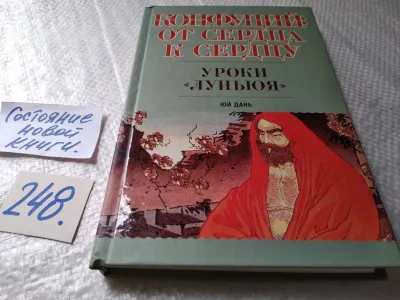 КОНФУЦИЙ:
ОТ СЕРДЦА
К СЕРДЦУ
УРОКИ
«ЛУНЬЮЯ»
ЮЙ ДАНЬ
Состояние
новой
книги.
248.